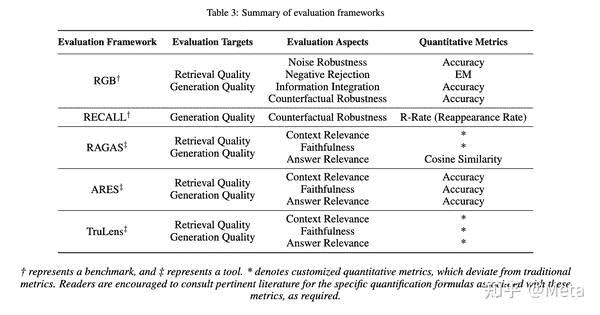 Table 3: Summary of evaluation frameworks
Evaluation Framework Evaluation Targets Evaluation Aspects Quantitative Metrics
RGB† Retrieval Quality Generation Quality Noise Robustness Accuracy
Negative Rejection EM
Information Integration Accuracy
Counterfactual Robustness Accuracy
RECALL† Generation Quality Counterfactual Robustness R-Rate (Reappearance Rate)
RAGAS‡ Retrieval Quality Generation Quality Context Relevance *
Faithfulness *
Answer Relevance Cosine Similarity
ARES‡ Retrieval Quality Generation Quality Context Relevance Accuracy
Faithfulness Accuracy
Answer Relevance Accuracy
TruLens‡ Retrieval Quality Generation Quality Context Relevance *
Faithfulness *
Answer Relevance *
† represents a benchmark, and ‡ represents a tool. * denotes customized quantitative metrics, which deviate from traditional
metrics. Readers are encouraged to consult pertinent literature for the specific quantification formulas associated with these
metrics, as required.
知乎 @Meta